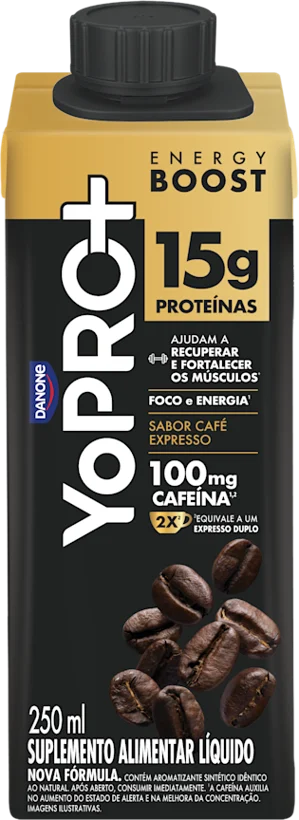 ENERGY
BOOST
YoPRO+
DANONE
15g
PROTEÍNAS
AJUDAM A
RECUPERAR
E FORTALECER
OS MÚSCULOS*
FOCO e ENERGIA¹
SABOR CAFÉ
EXPRESSO
100mg
CAFEÍNA¹,²
2X² ²EQUIVALE A UM
EXPRESSO DUPLO
250 ml
SUPLEMENTO ALIMENTAR LÍQUIDO
NOVA FÓRMULA. CONTÉM AROMATIZANTE SINTÉTICO IDÊNTICO
AO NATURAL. APÓS ABERTO, CONSUMIR IMEDIATAMENTE. ¹A CAFEÍNA AUXILIA
NO AUMENTO DO ESTADO DE ALERTA E NA MELHORA DA CONCENTRAÇÃO.
IMAGENS ILUSTRATIVAS.